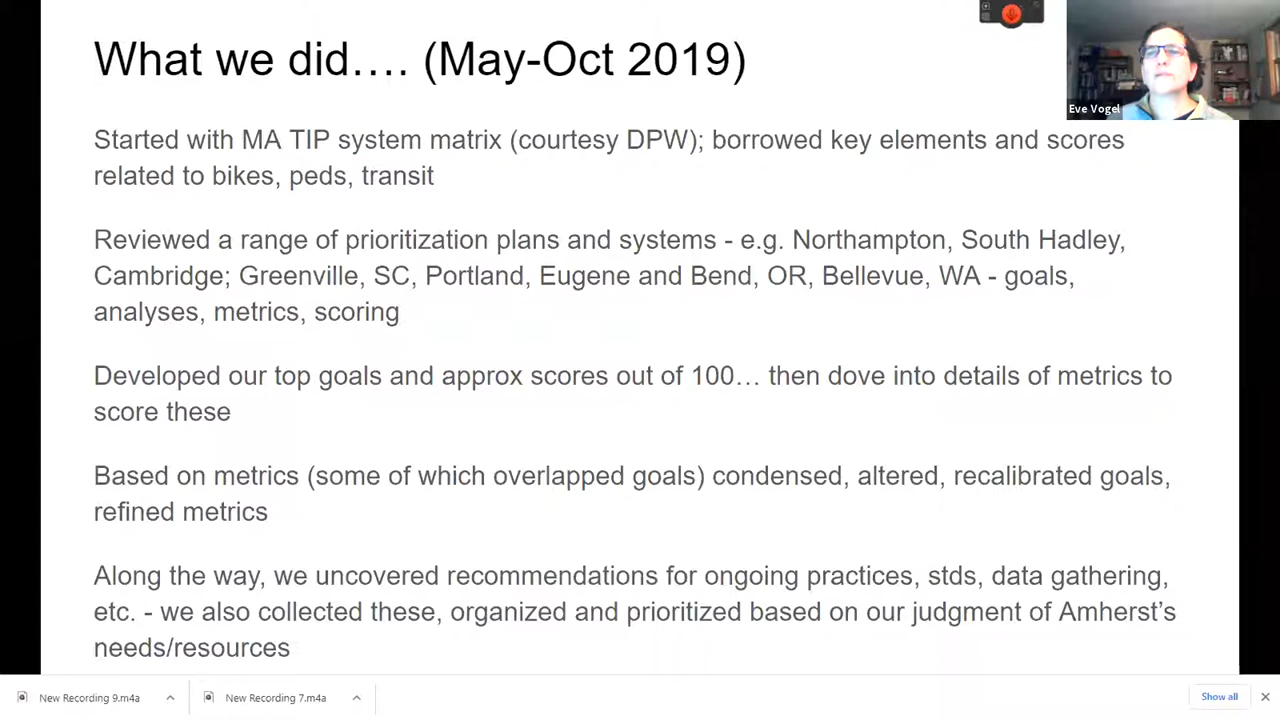 What we did…. (May-Oct 2019)
Eve Vogel
Started with MA TIP system matrix (courtesy DPW); borrowed key elements and scores
related to bikes, peds, transit
Reviewed a range of prioritization plans and systems - e.g. Northampton, South Hadley,
Cambridge; Greenville, SC, Portland, Eugene and Bend, OR, Bellevue, WA - goals,
analyses, metrics, scoring
Developed our top goals and approx scores out of 100… then dove into details of metrics to
score these
Based on metrics (some of which overlapped goals) condensed, altered, recalibrated goals,
refined metrics
Along the way, we uncovered recommendations for ongoing practices, stds, data gathering,
etc. - we also collected these, organized and prioritized based on our judgment of Amherst’s
needs/resources
New Recording 9.m4a
New Recording 7.m4a
Show all